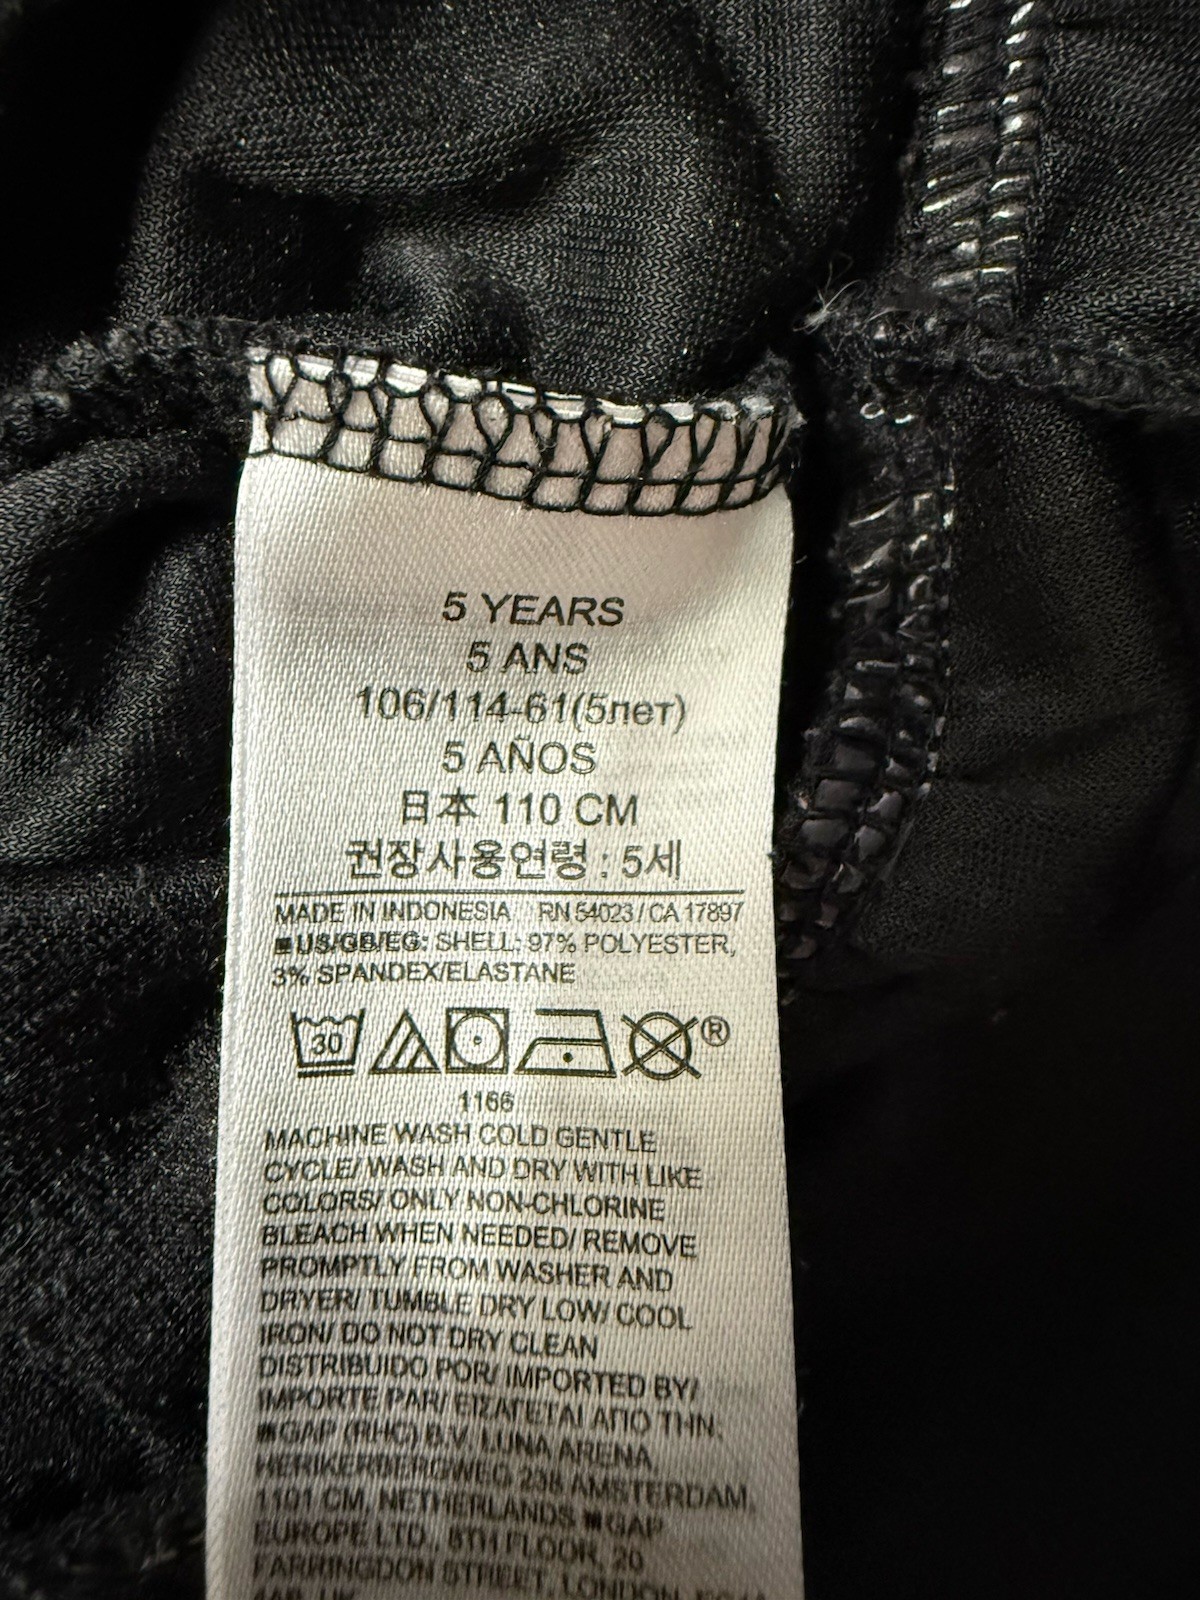 5 YEARS
5 ANS
106/114-61(5лет)
5 AÑOS
日本 110 CM
권장사용연령 : 5세
MADE IN INDONESIA RN 54023 / CA 17897
■US/GB/EG: SHELL: 97% POLYESTER,
3% SPANDEX/ELASTANE
30 ®
1166
MACHINE WASH COLD GENTLE
CYCLE/ WASH AND DRY WITH LIKE
COLORS/ ONLY NON-CHLORINE
BLEACH WHEN NEEDED/ REMOVE
PROMPTLY FROM WASHER AND
DRYER/ TUMBLE DRY LOW/ COOL
IRON/ DO NOT DRY CLEAN
DISTRIBUIDO POR/ IMPORTED BY/
IMPORTE PAR/ ΕΙΣΑΓΕΤΑΙ ΑΠΟ ΤΗΝ:
■GAP (RHC) B.V. LUNA ARENA
HERIKERBERGWEG 238 AMSTERDAM,
1101 CM, NETHERLANDS ■GAP
EUROPE LTD., 8TH FLOOR, 20
FARRINGDON STREET, LONDON,